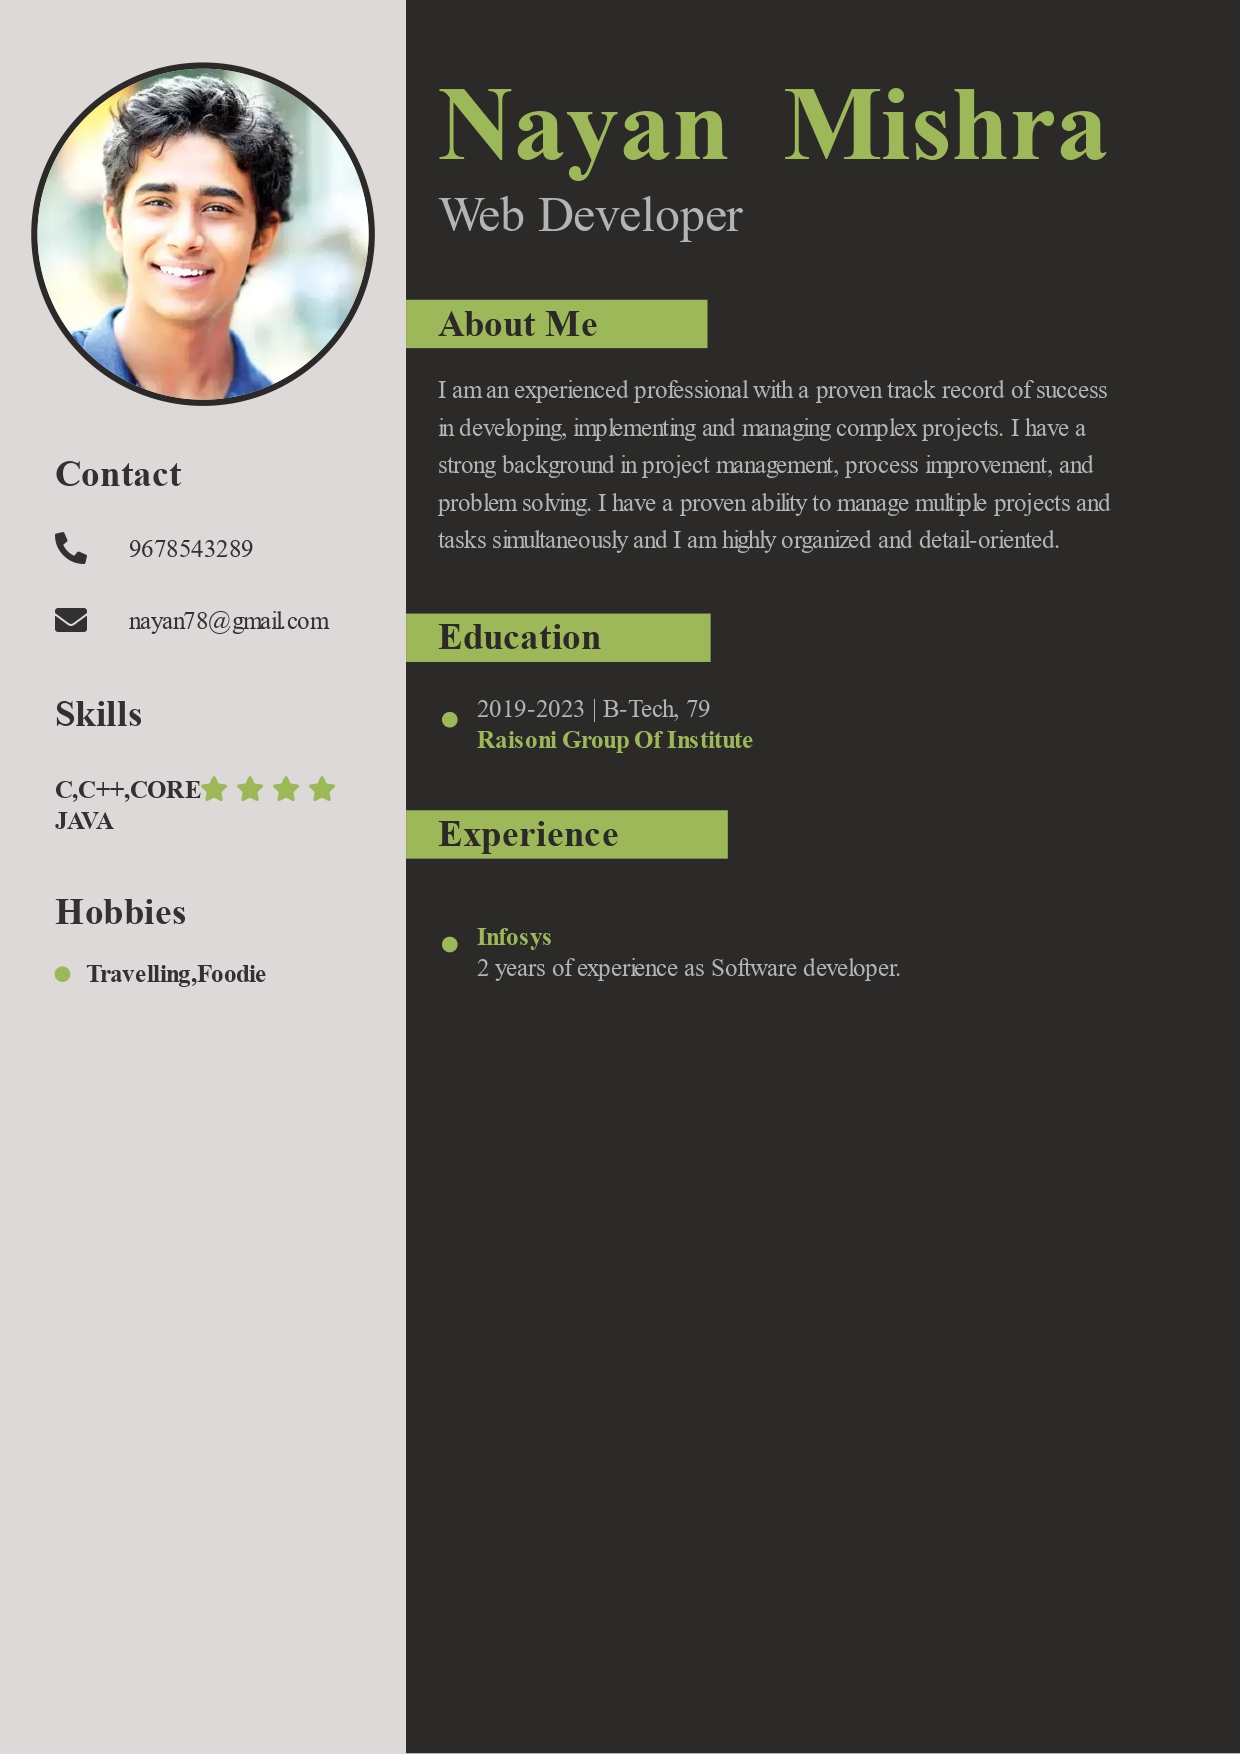 Nayan Mishra
Web Developer
About Me
I am an experienced professional with a proven track record of success
in developing, implementing and managing complex projects. I have a
strong background in project management, process improvement, and
problem solving. I have a proven ability to manage multiple projects and
tasks simultaneously and I am highly organized and detail-oriented.
Education
2019-2023 | B-Tech, 79
Raisoni Group Of Institute
Experience
Infosys
2 years of experience as Software developer.
Contact
9678543289
nayan78@gmail.com
Skills
C,C++,CORE
JAVA
Hobbies
Travelling,Foodie